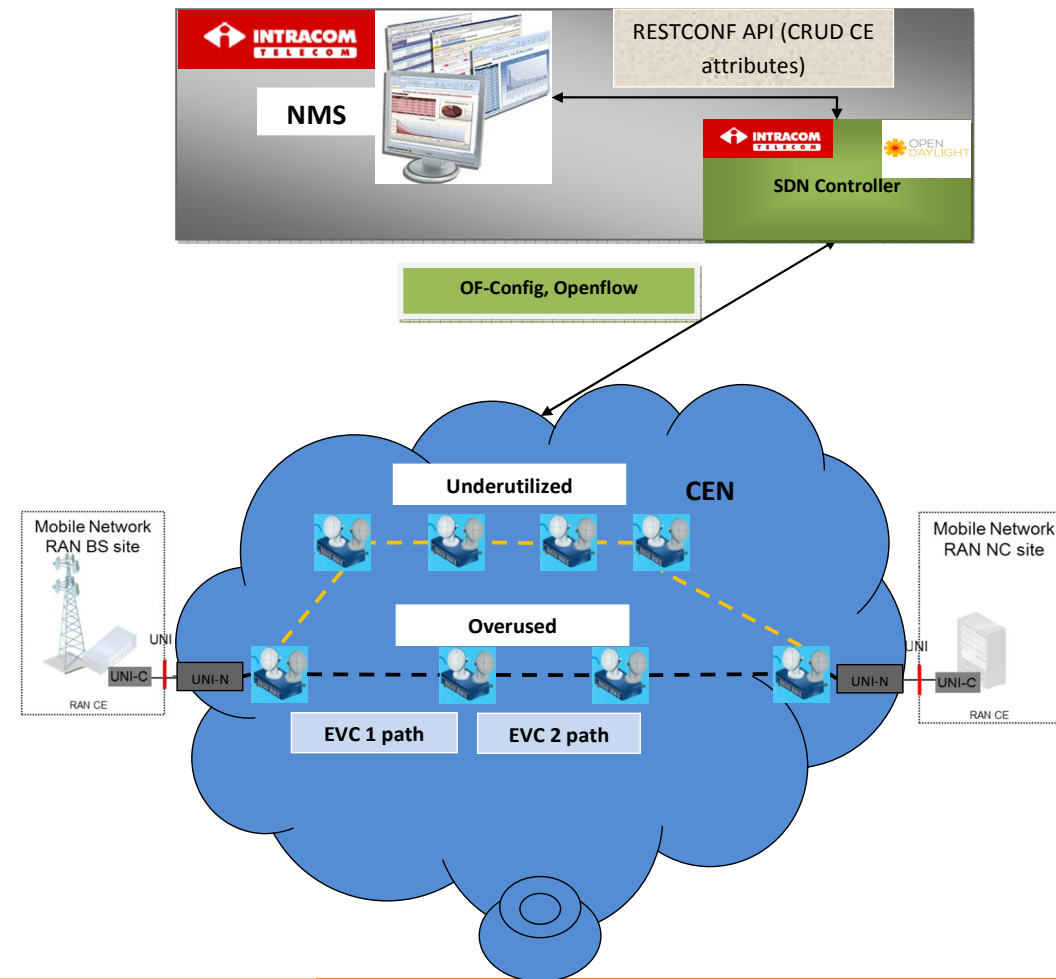 INTRACOM
TELECOM
NMS
RESTCONF API (CRUD CE
attributes)
INTRACOM
TELECOM
OPEN
DAYLIGHT
SDN Controller
OF-Config, Openflow
Underutilized
CEN
Mobile Network
RAN BS site
UNI
UNI-C
UNI-N
RAN CE
Overused
Mobile Network
RAN NC site
UNI
UNI-N
UNI-C
RAN CE
EVC 1 path
EVC 2 path